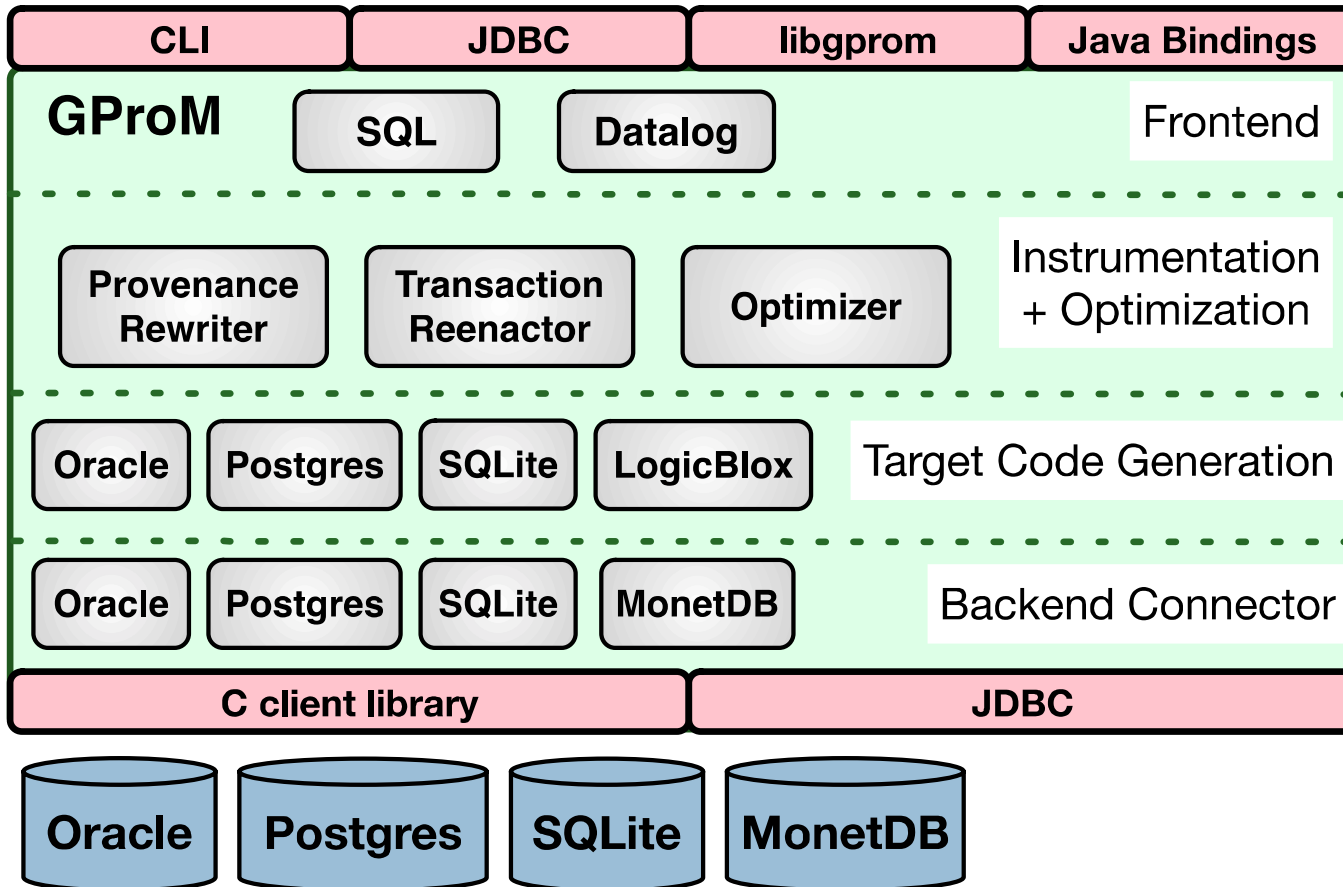 CLI JDBC libgprom Java Bindings
GProM SQL Datalog Frontend
Provenance
Rewriter
Transaction
Reenactor
Optimizer
Instrumentation
+ Optimization
Oracle Postgres SQLite LogicBlox Target Code Generation
Oracle Postgres SQLite MonetDB Backend Connector
C client library JDBC
Oracle Postgres SQLite MonetDB